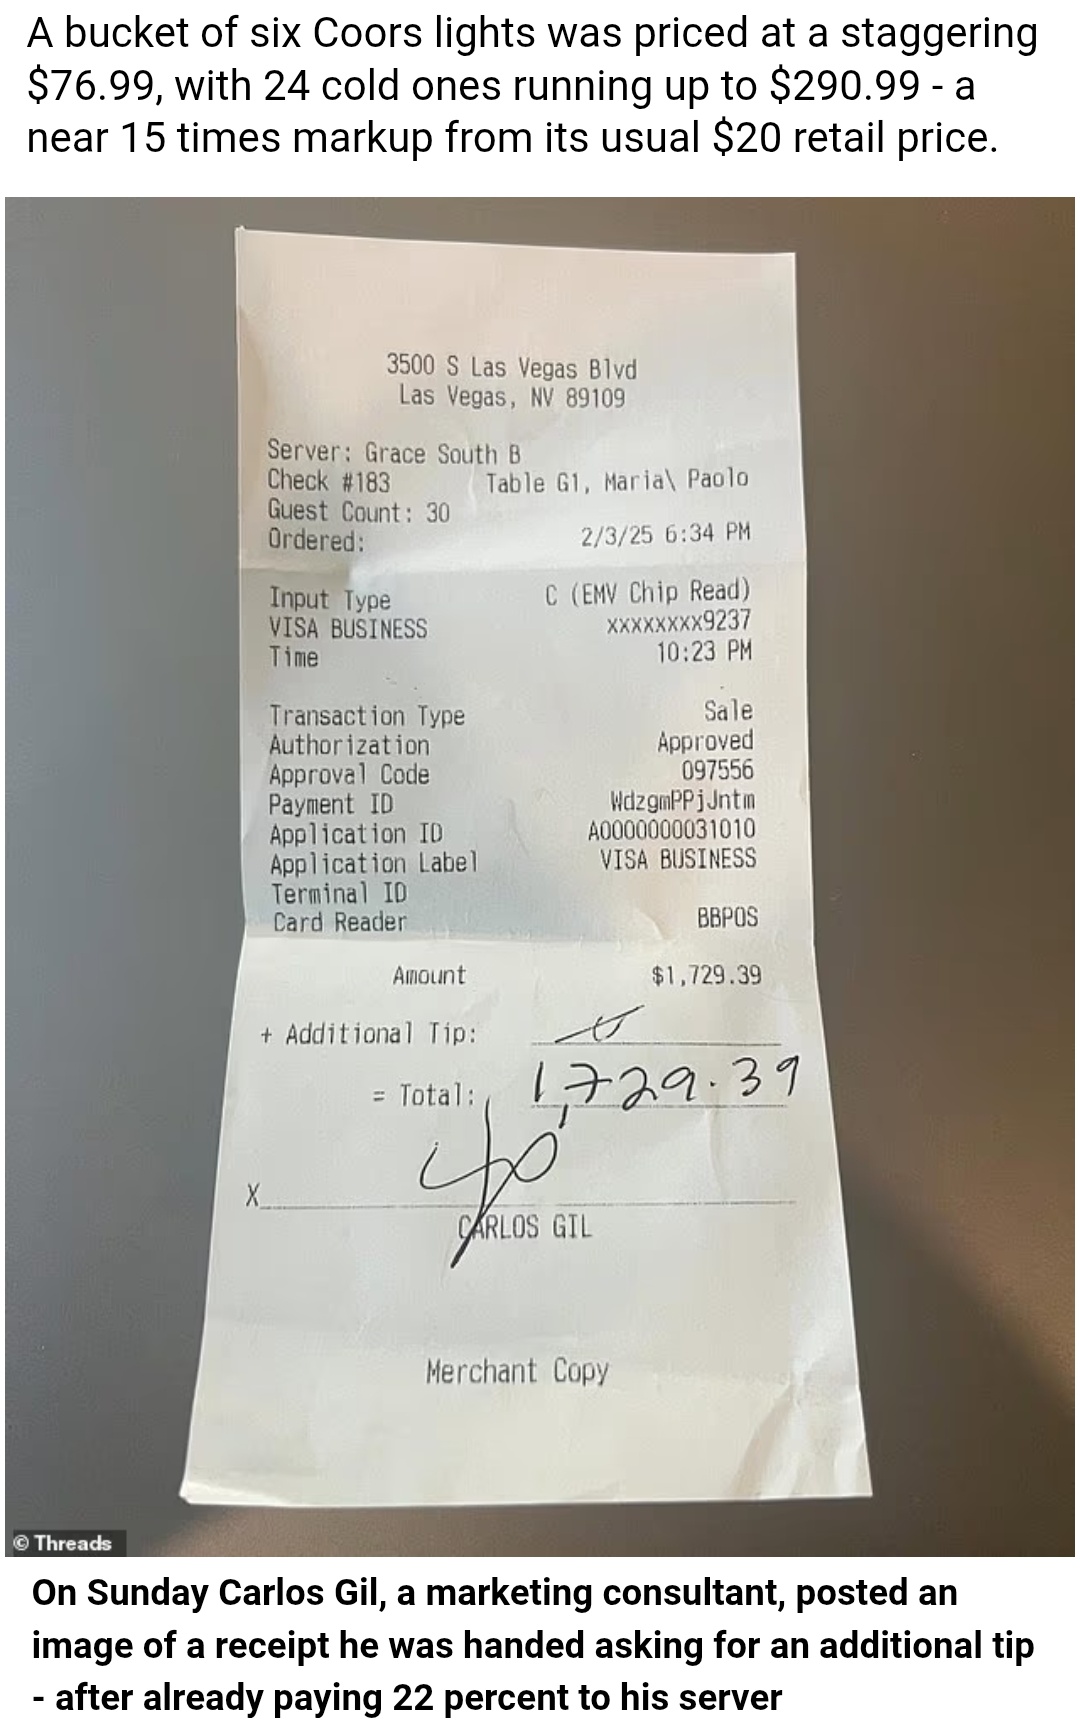 A bucket of six Coors lights was priced at a staggering
$76.99, with 24 cold ones running up to $290.99 - a
near 15 times markup from its usual $20 retail price.
3500 S Las Vegas Blvd
Las Vegas, NV 89109
Server: Grace South B
Check #183 Table G1, Maria\ Paolo
Guest Count: 30
Ordered: 2/3/25 6:34 PM
Input Type C (EMV Chip Read)
VISA BUSINESS xxxxxxxx9237
Time 10:23 PM
Transaction Type Sale
Authorization Approved
Approval Code 097556
Payment ID WdzgmPPjJntm
Application ID A0000000031010
Application Label VISA BUSINESS
Terminal ID
Card Reader BBPOS
Amount $1,729.39
+ Additional Tip:
= Total: 1,729.39
X
CARLOS GIL
Merchant Copy
© Threads
On Sunday Carlos Gil, a marketing consultant, posted an
image of a receipt he was handed asking for an additional tip
- after already paying 22 percent to his server